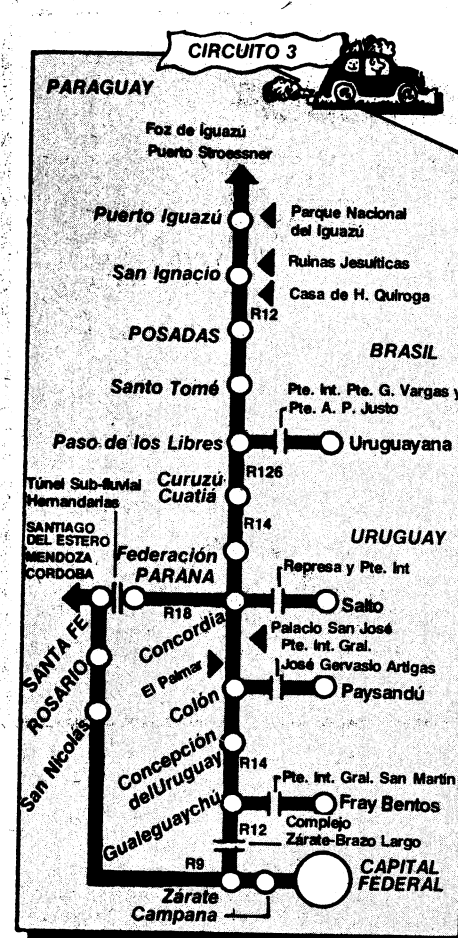 CIRCUITO 3
PARAGUAY
Foz de Iguazú
Puerto Stroessner
Puerto Iguazú
Parque Nacional
del Iguazú
San Ignacio
Ruinas Jesuíticas
Casa de H. Quiroga
R12
POSADAS
BRASIL
Santo Tomé
Pte. Int. Pte. G. Vargas y
Pte. A. P. Justo
Paso de los Libres
Uruguayana
R126
Curuzú
Cuatiá
Túnel Sub-fluvial
Hernandarias
R14
SANTIAGO
DEL ESTERO
MENDOZA
CORDOBA
URUGUAY
Federación
PARANA
Represa y Pte. Int
R18
Salto
SANTA FE
Concordia
Palacio San José
Pte. Int. Gral.
José Gervasio Artigas
ROSARIO
El Palmar
Colón
Paysandú
San Nicolás
Concepción
delUruguay
R14
Pte. Int. Gral. San Martín
Gualeguaychú
Fray Bentos
R12
Complejo
Zárate-Brazo Largo
R9
CAPITAL
FEDERAL
Zárate
Campana